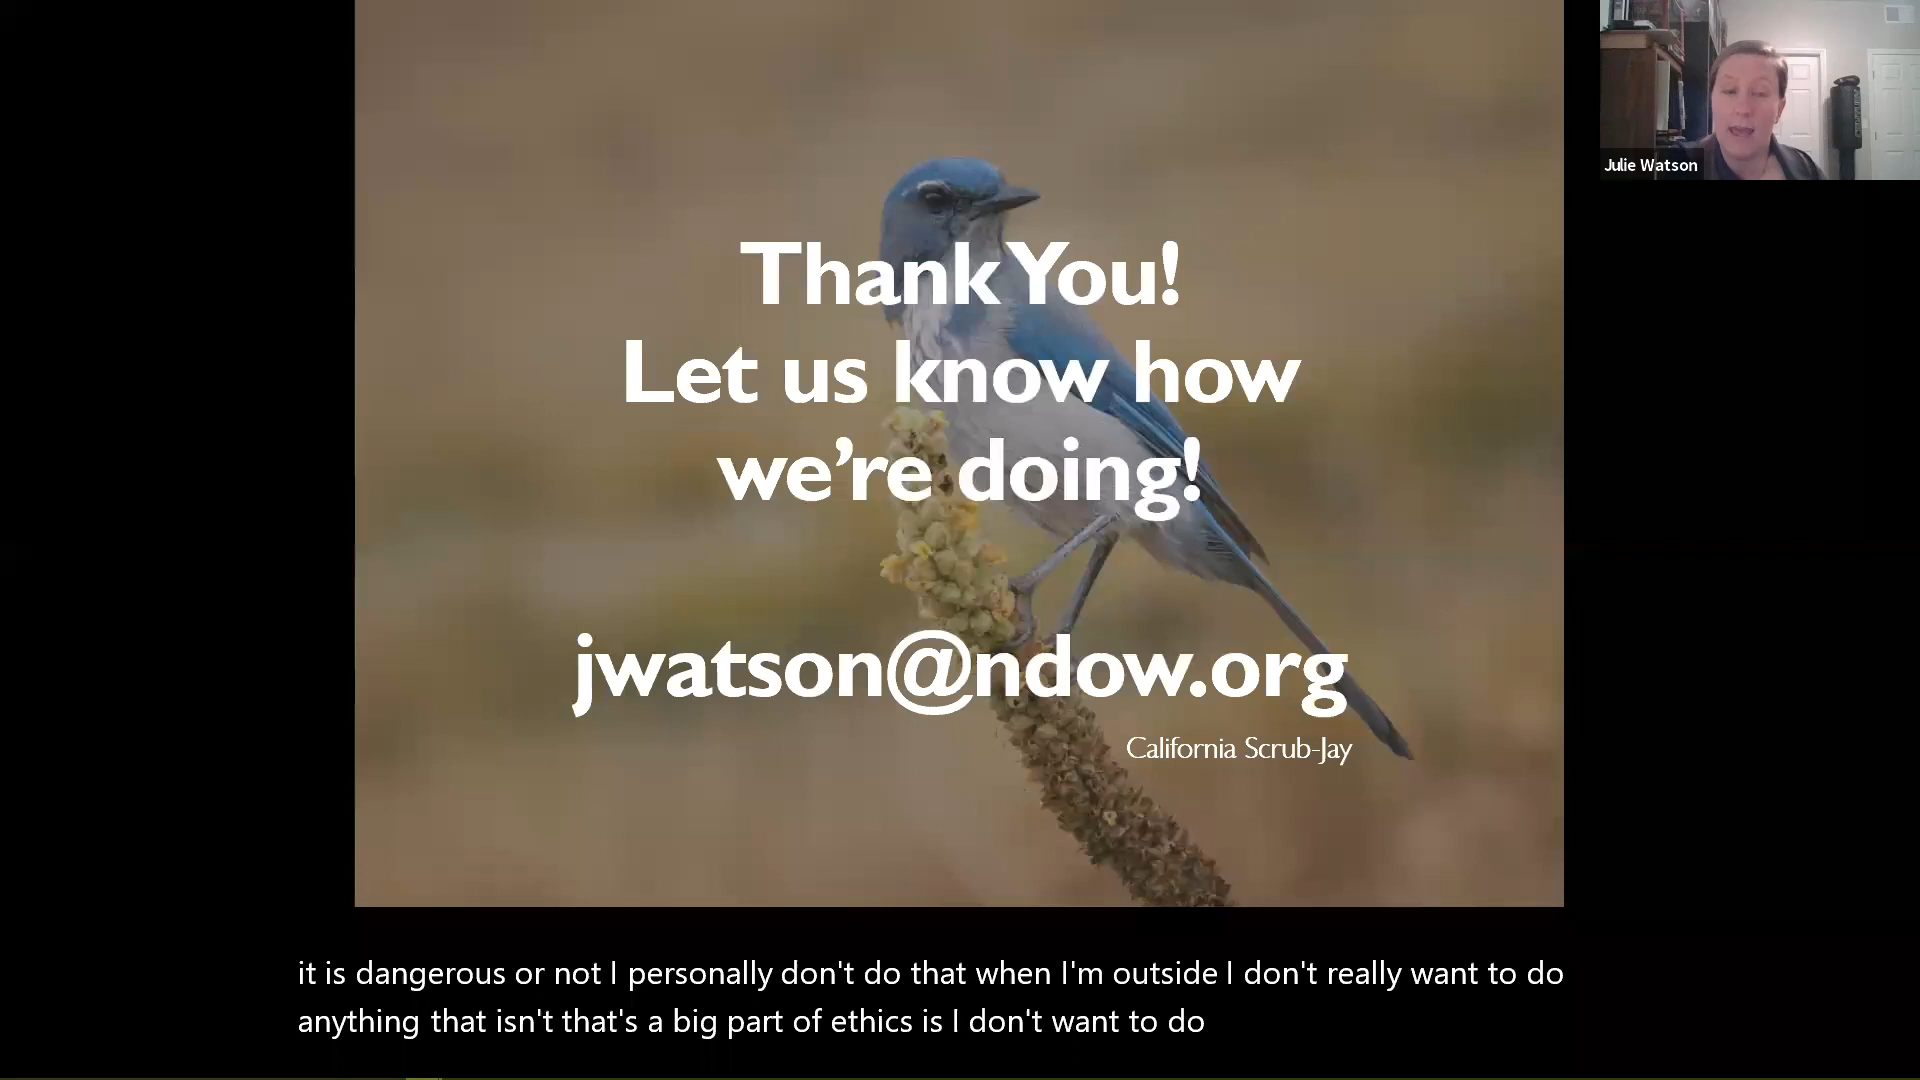 Thank You!
Let us know how
we're doing!
jwatson@ndow.org
California Scrub-Jay
Julie Watson
it is dangerous or not I personally don't do that when I'm outside I don't really want to do
anything that isn't that's a big part of ethics is I don't want to do